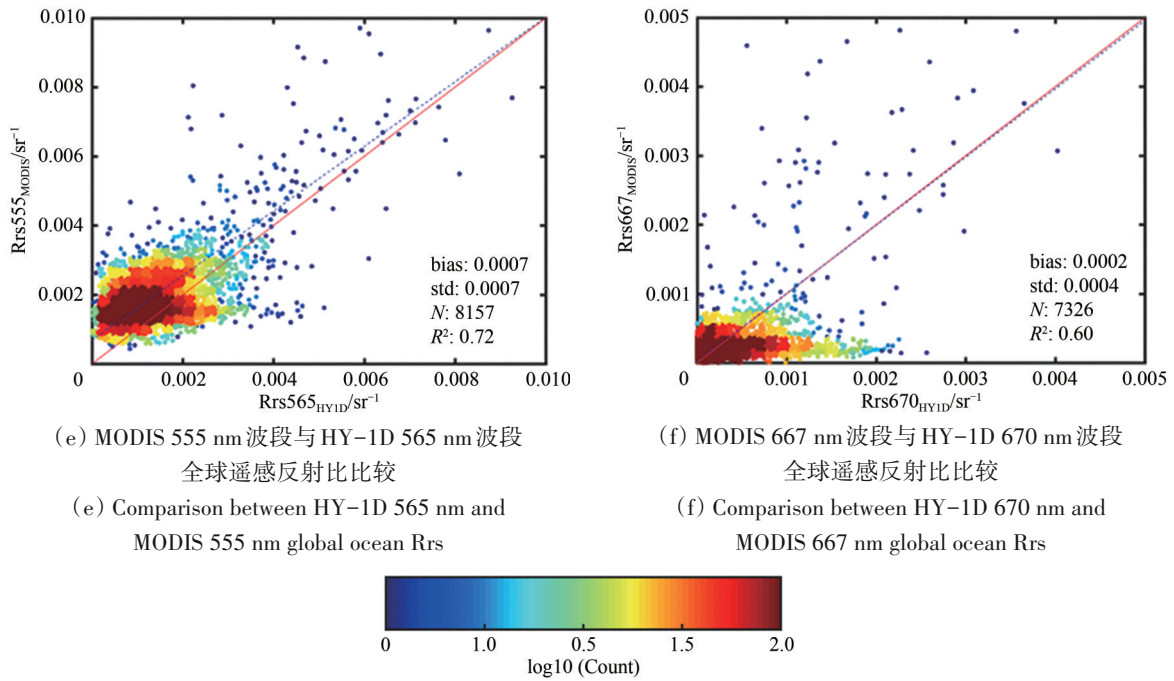 0.010
0.008
0.006
0.004
0.002
0
0.002
0.004
0.006
0.008
0.010
Rrs555MODIS/sr⁻¹
Rrs565HY1D/sr⁻¹
bias: 0.0007
std: 0.0007
N: 8157
R²: 0.72
(e) MODIS 555 nm波段与HY-1D 565 nm波段
全球遥感反射比比较
(e) Comparison between HY-1D 565 nm and
MODIS 555 nm global ocean Rrs
0.005
0.004
0.003
0.002
0.001
0
0.001
0.002
0.003
0.004
0.005
Rrs667MODIS/sr⁻¹
Rrs670HY1D/sr⁻¹
bias: 0.0002
std: 0.0004
N: 7326
R²: 0.60
(f) MODIS 667 nm波段与HY-1D 670 nm波段
全球遥感反射比比较
(f) Comparison between HY-1D 670 nm and
MODIS 667 nm global ocean Rrs
0 1.0 0.5 1.5 2.0
log10 (Count)